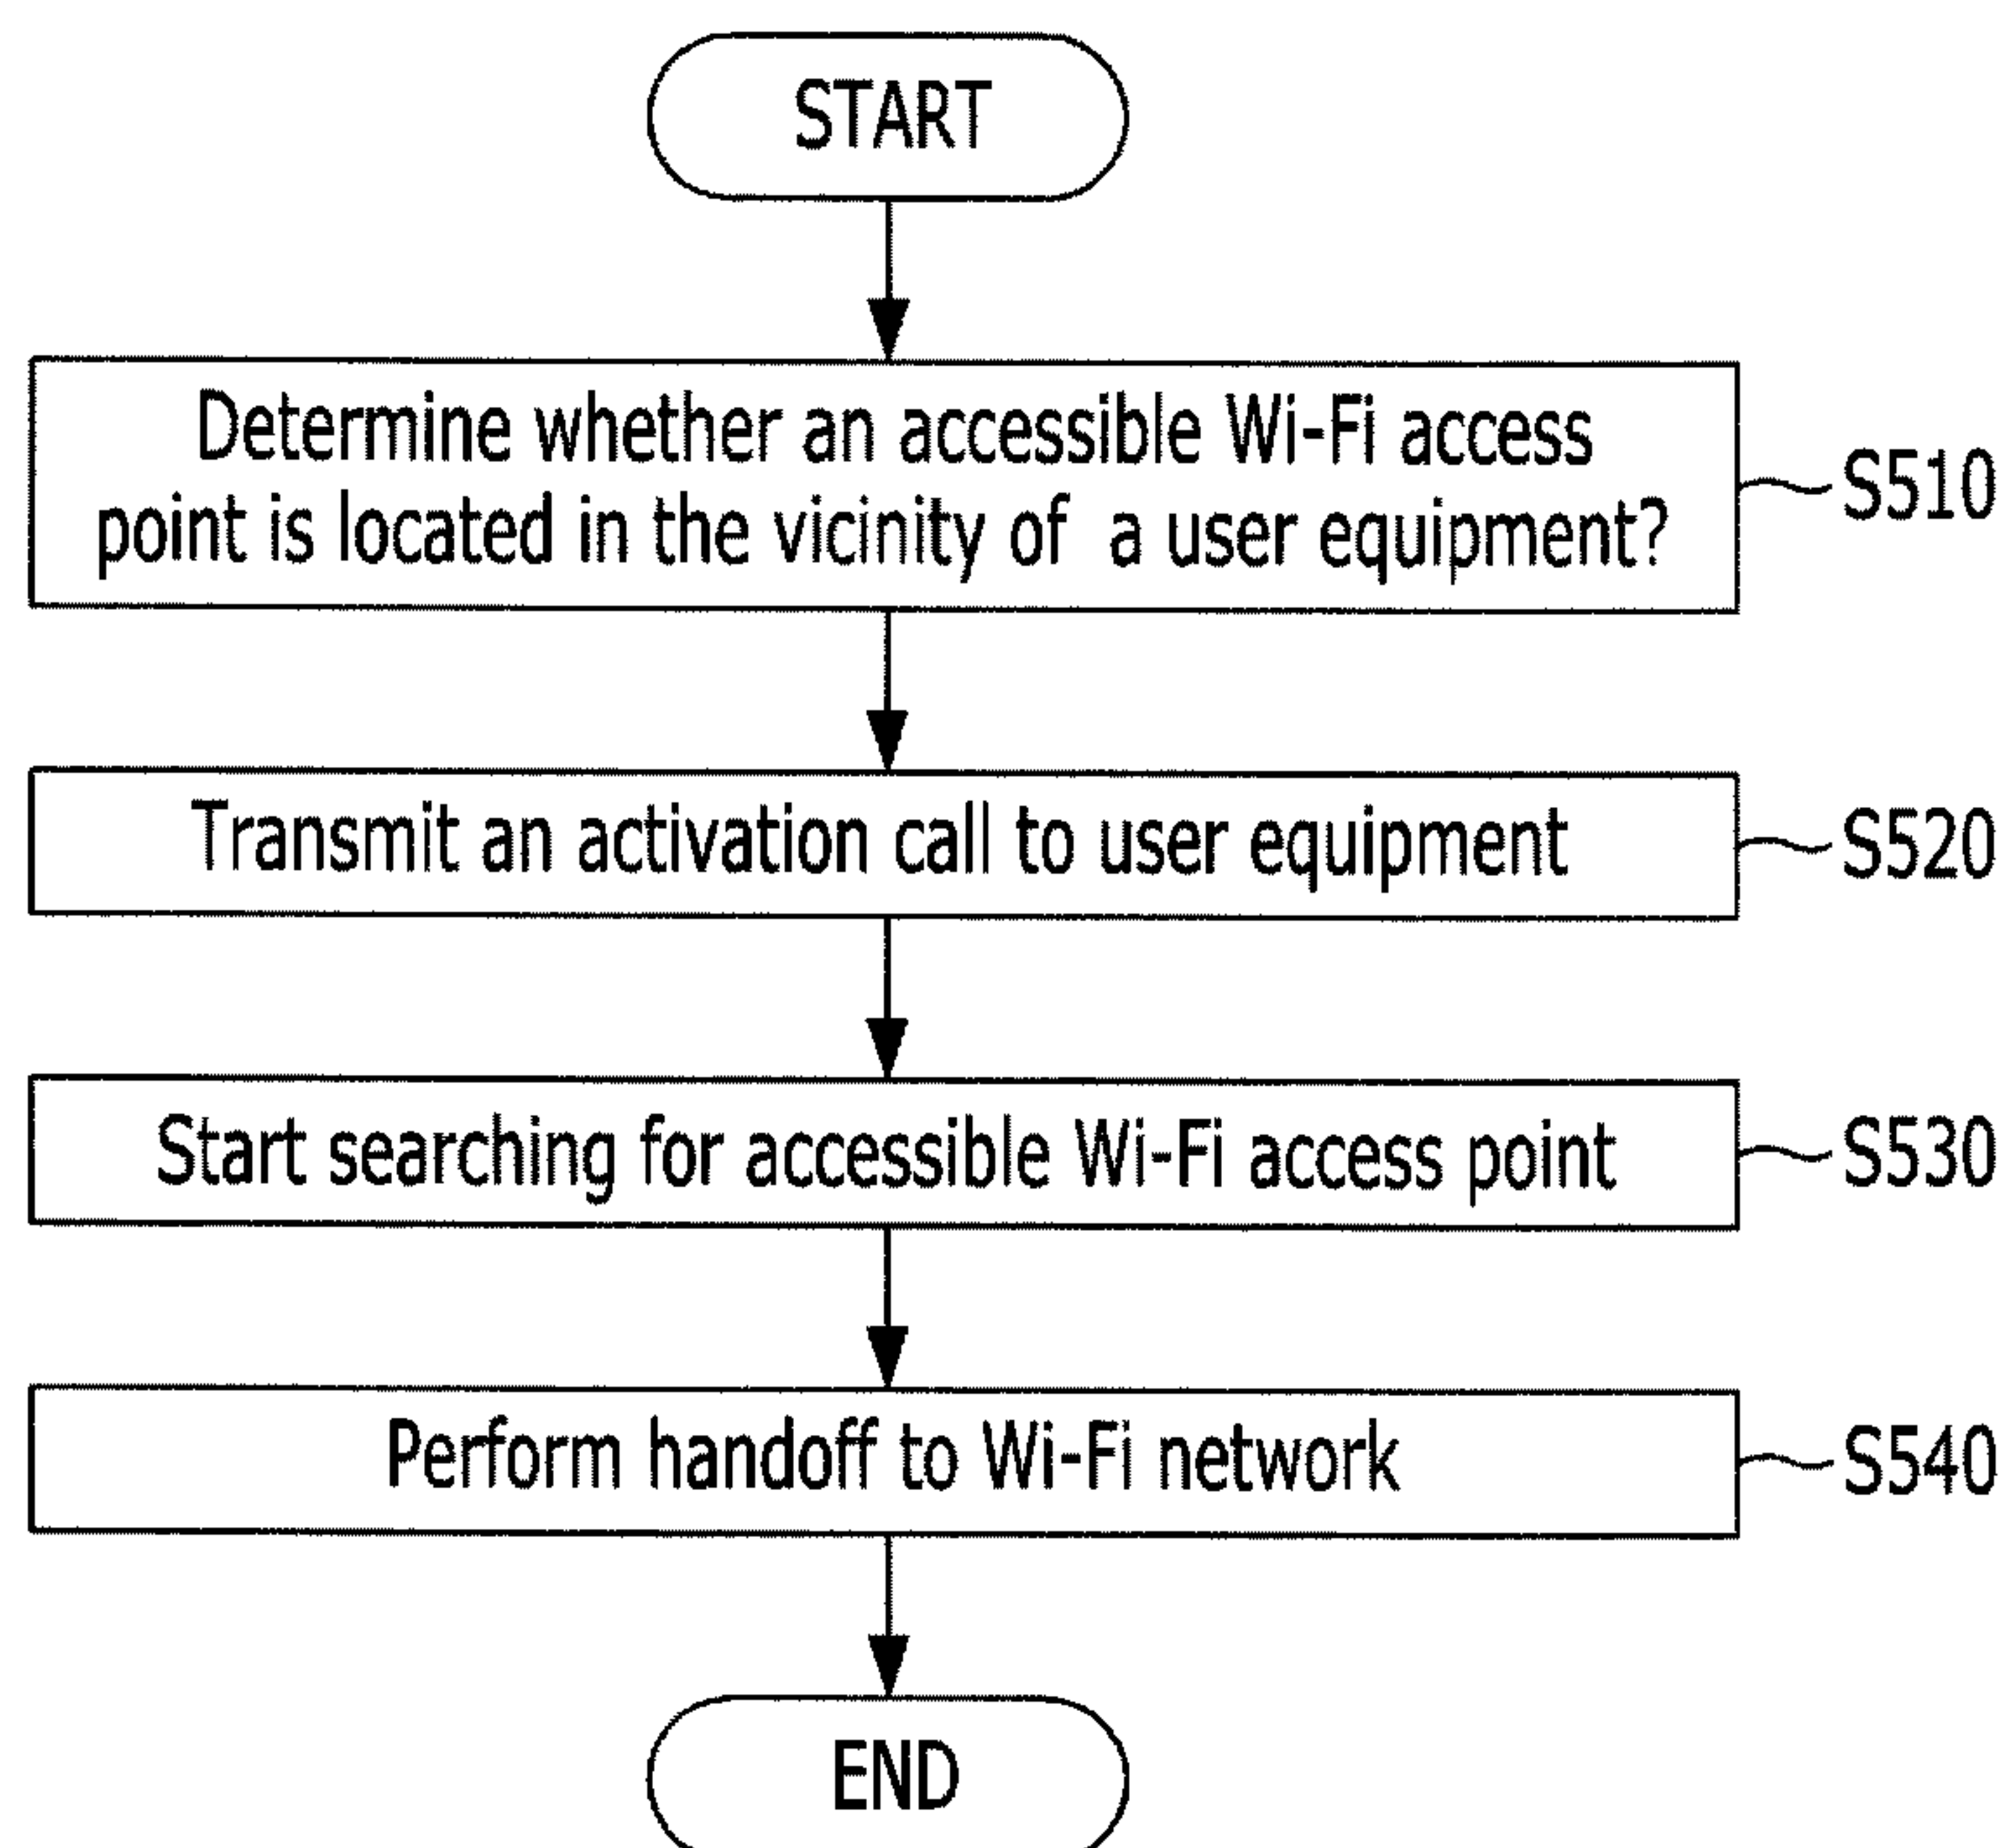 START
Determine whether an accessible Wi-Fi access
point is located in the vicinity of a user equipment?
S510
Transmit an activation call to user equipment
S520
Start searching for accessible Wi-Fi access point
S530
Perform handoff to Wi-Fi network
S540
END